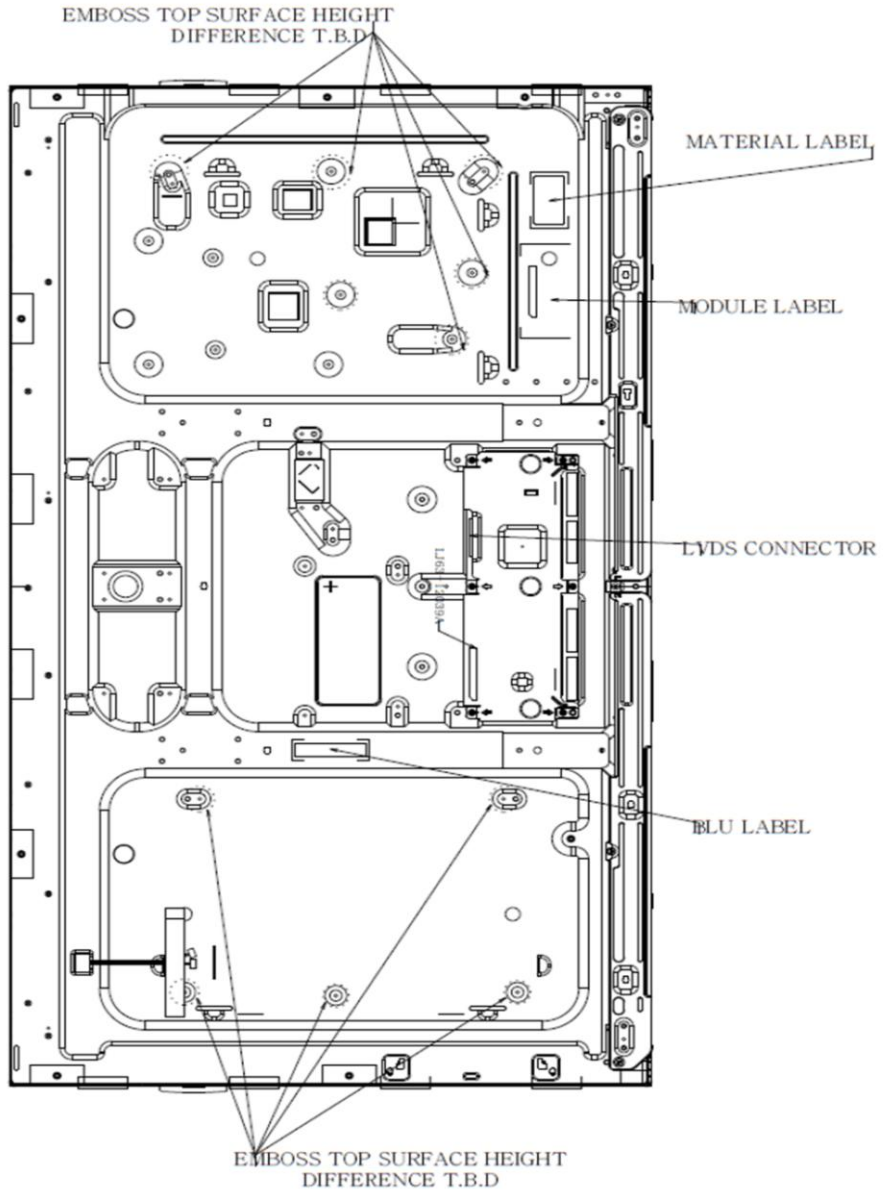 EMBOSS TOP SURFACE HEIGHT
DIFFERENCE T.B.D
MATERIAL LABEL
MODULE LABEL
LVDS CONNECTOR
BLU LABEL
EMBOSS TOP SURFACE HEIGHT
DIFFERENCE T.B.D